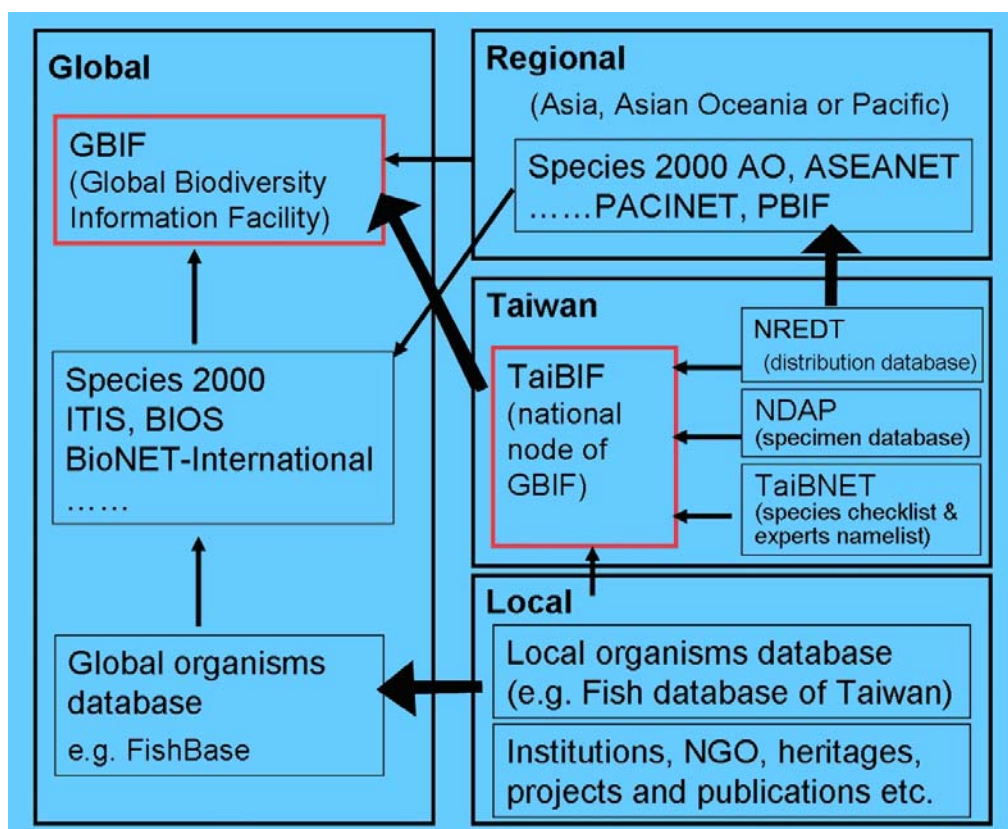 Global
GBIF
(Global Biodiversity
Information Facility)
Species 2000
ITIS, BIOS
BioNET-International
……
Global organisms
database
e.g. FishBase
Regional
(Asia, Asian Oceania or Pacific)
Species 2000 AO, ASEANET
……PACINET, PBIF
Taiwan
TaiBIF
(national
node of
GBIF)
NREDT
(distribution database)
NDAP
(specimen database)
TaiBNET
(species checklist &
experts namelist)
Local
Local organisms database
(e.g. Fish database of Taiwan)
Institutions, NGO, heritages,
projects and publications etc.